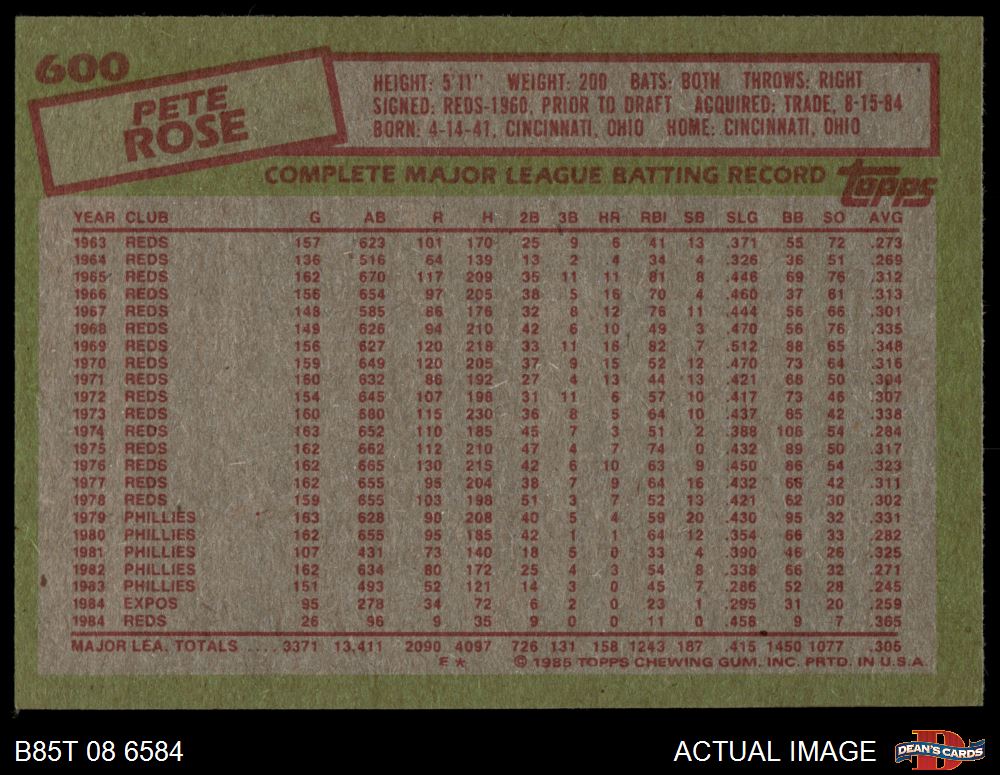 600
PETE
ROSE
HEIGHT: 5'11" WEIGHT: 200 BATS: BOTH THROWS: RIGHT
SIGNED: REDS-1960, PRIOR TO DRAFT ACQUIRED: TRADE, 8-15-84
BORN: 4-14-41, CINCINNATI, OHIO HOME: CINCINNATI, OHIO
COMPLETE MAJOR LEAGUE BATTING RECORD topps
YEAR CLUB G AB R H 2B 3B HR RBI SB SLG BB SO AVG
1963 REDS 157 623 101 170 25 9 6 41 13 .371 55 72 .273
1964 REDS 136 516 64 139 13 2 4 34 4 .326 36 51 .269
1965 REDS 162 670 117 209 35 11 11 81 8 .446 69 76 .312
1966 REDS 156 654 97 205 38 5 16 70 4 .460 37 61 .313
1967 REDS 148 585 86 176 32 8 12 76 11 .444 56 66 .301
1968 REDS 149 626 94 210 42 6 10 49 3 .470 56 76 .335
1969 REDS 156 627 120 218 33 11 16 82 7 .512 88 65 .348
1970 REDS 159 649 120 205 37 9 15 52 12 .470 73 64 .316
1971 REDS 160 632 86 192 27 4 13 44 13 .421 68 50 .304
1972 REDS 154 645 107 198 31 11 6 57 10 .417 73 46 .307
1973 REDS 160 680 115 230 36 8 5 64 10 .437 65 42 .338
1974 REDS 163 652 110 185 45 7 3 51 2 .388 106 54 .284
1975 REDS 162 662 112 210 47 4 7 74 0 .432 89 50 .317
1976 REDS 162 665 130 215 42 6 10 63 9 .450 86 54 .323
1977 REDS 162 655 95 204 38 7 9 64 16 .432 66 42 .311
1978 REDS 159 655 103 198 51 3 7 52 13 .421 62 30 .302
1979 PHILLIES 163 628 90 208 40 5 4 59 20 .430 95 32 .331
1980 PHILLIES 162 655 95 185 42 1 1 64 12 .354 66 33 .282
1981 PHILLIES 107 431 73 140 18 5 0 33 4 .390 46 26 .325
1982 PHILLIES 162 634 80 172 25 4 3 54 8 .338 66 32 .271
1983 PHILLIES 151 493 52 121 14 3 0 45 7 .286 52 28 .245
1984 EXPOS 95 278 34 72 6 2 0 23 1 .295 31 20 .259
1984 REDS 26 96 9 35 9 0 0 11 0 .458 9 7 .365
MAJOR LEA. TOTALS .... 3371 13,411 2090 4097 726 131 158 1243 187 .415 1450 1077 .305
E * © 1985 TOPPS CHEWING GUM, INC. PRTD. IN U.S.A.
B85T 08 6584 ACTUAL IMAGE DEAN'S CARDS